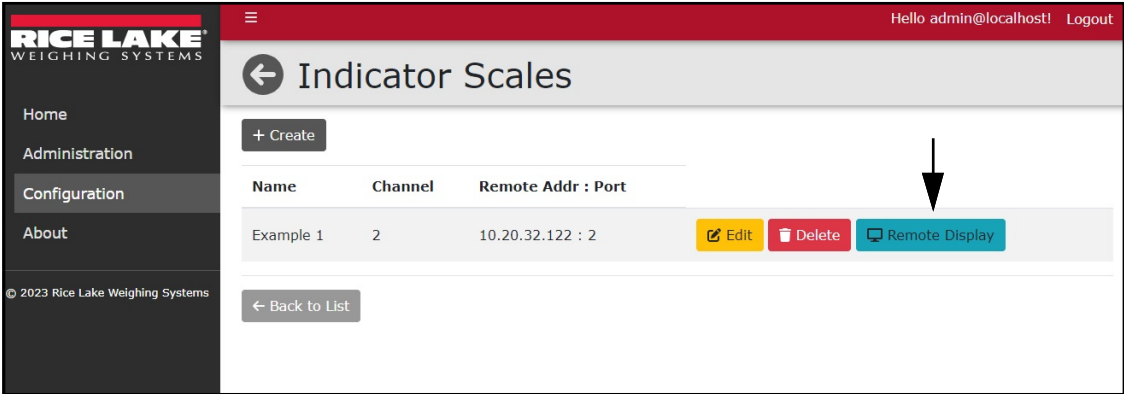 RICE LAKE®
WEIGHING SYSTEMS
Home
Administration
Configuration
About
© 2023 Rice Lake Weighing Systems
Hello admin@localhost! Logout
Indicator Scales
+ Create
Name Channel Remote Addr : Port
Example 1 2 10.20.32.122 : 2 Edit Delete Remote Display
← Back to List